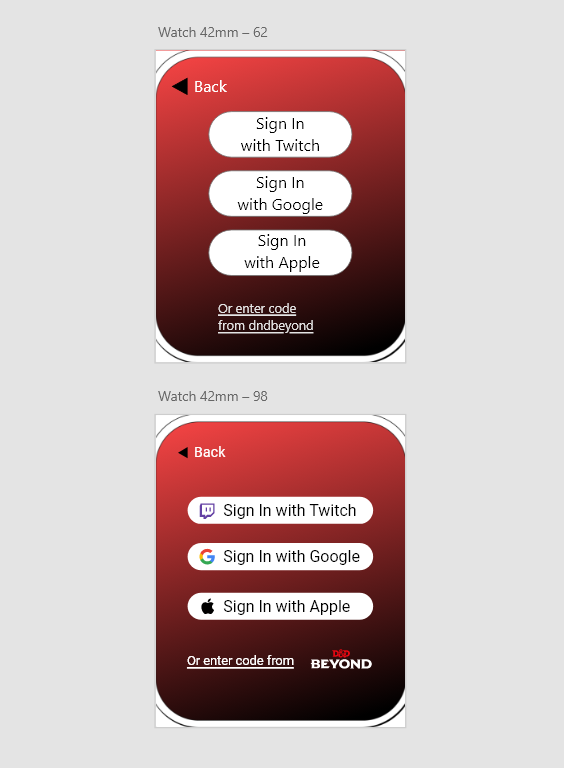 Watch 42mm – 62
Back
Sign In
with Twitch
Sign In
with Google
Sign In
with Apple
Or enter code
from dndbeyond
Watch 42mm – 98
Back
Sign In with Twitch
Sign In with Google
Sign In with Apple
Or enter code from
D&D
BEYOND